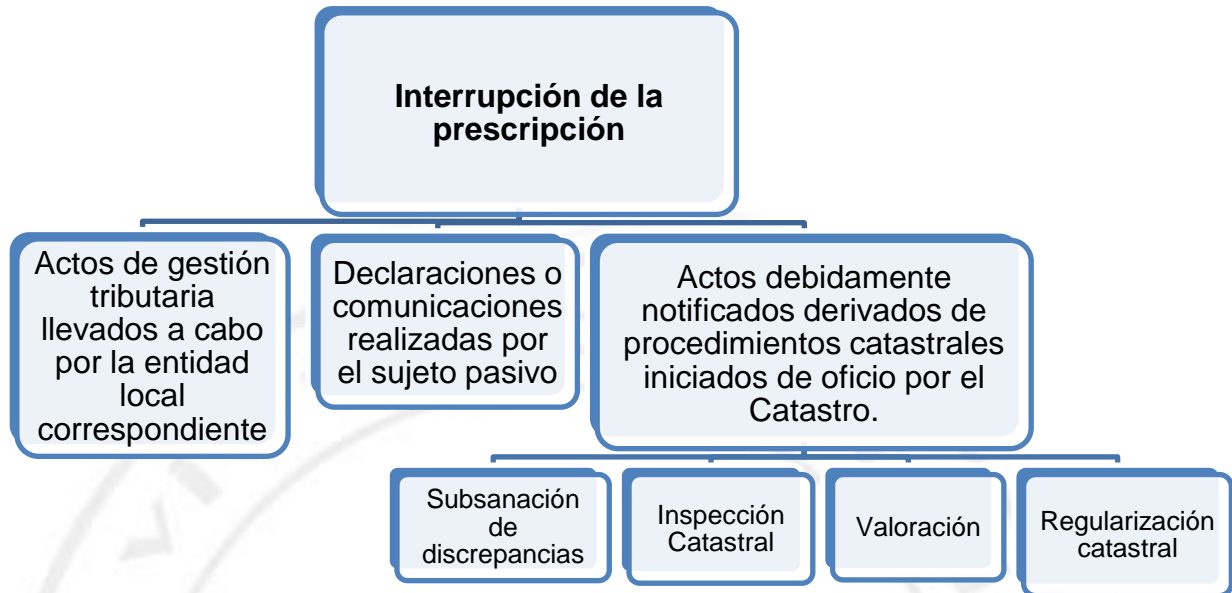 Interrupción de la
prescripción
Actos de gestión
tributaria
llevados a cabo
por la entidad
local
correspondiente
Declaraciones o
comunicaciones
realizadas por
el sujeto pasivo
Actos debidamente
notificados derivados de
procedimientos catastrales
iniciados de oficio por el
Catastro.
Subsanación
de
discrepancias
Inspección
Catastral
Valoración
Regularización
catastral